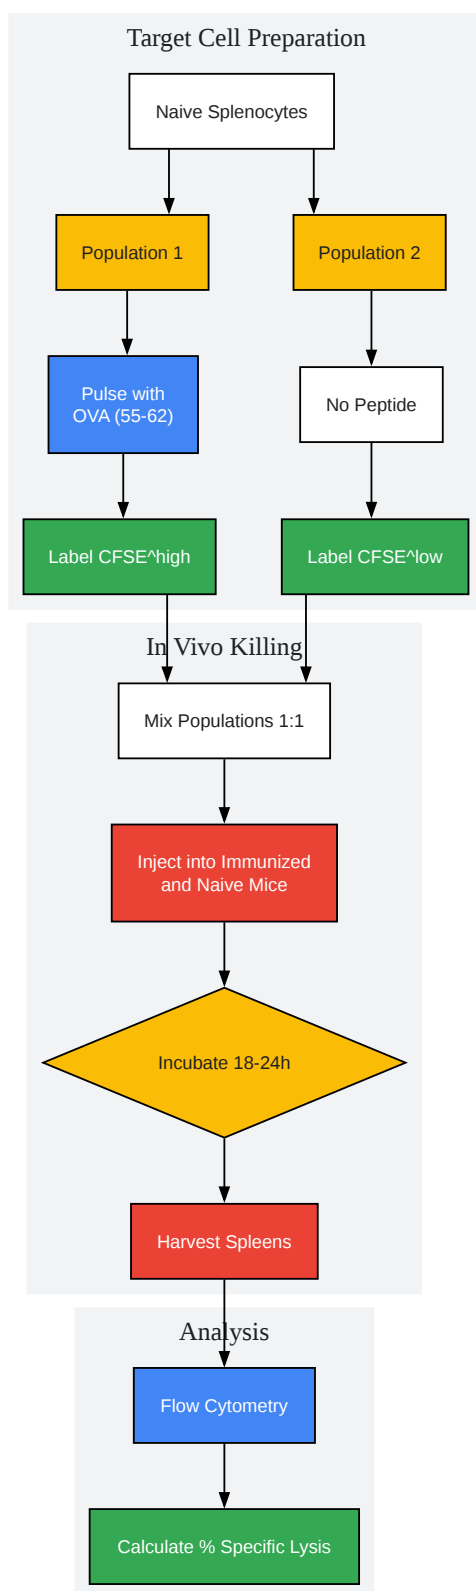 Target Cell Preparation
Naive Splenocytes
Population 1
Population 2
Pulse with
OVA (55-62)
No Peptide
Label CFSE^high
Label CFSE^low
In Vivo Killing
Mix Populations 1:1
Inject into Immunized
and Naive Mice
Incubate 18-24h
Harvest Spleens
Analysis
Flow Cytometry
Calculate % Specific Lysis